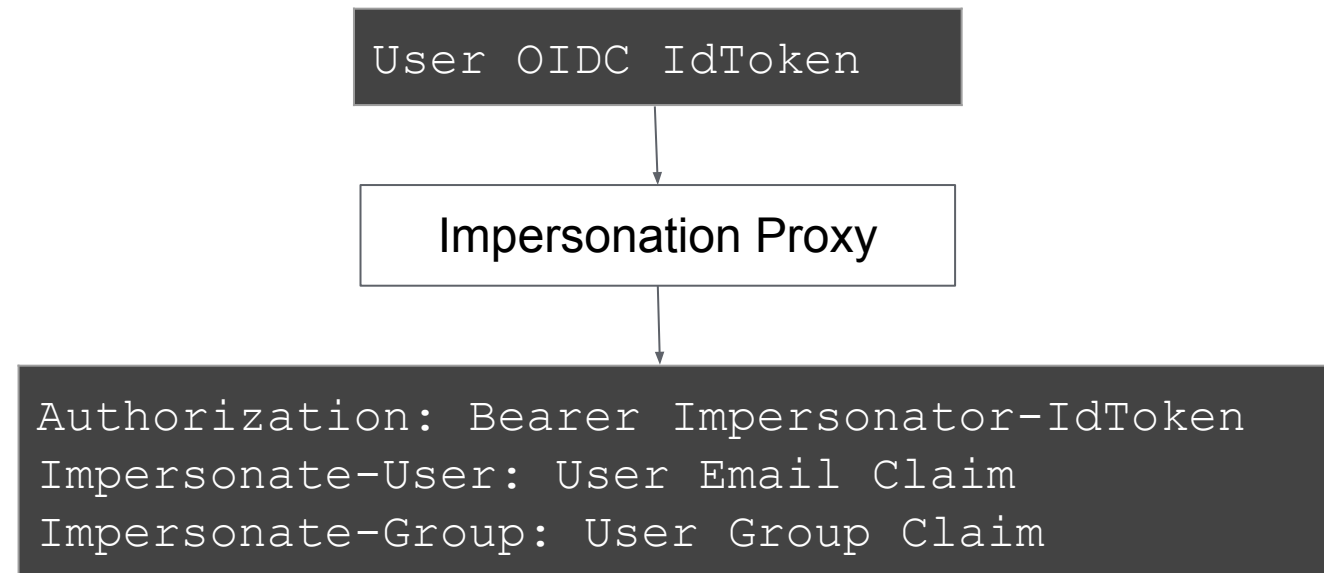 User OIDC IdToken
Impersonation Proxy
Authorization: Bearer Impersonator-IdToken
Impersonate-User: User Email Claim
Impersonate-Group: User Group Claim